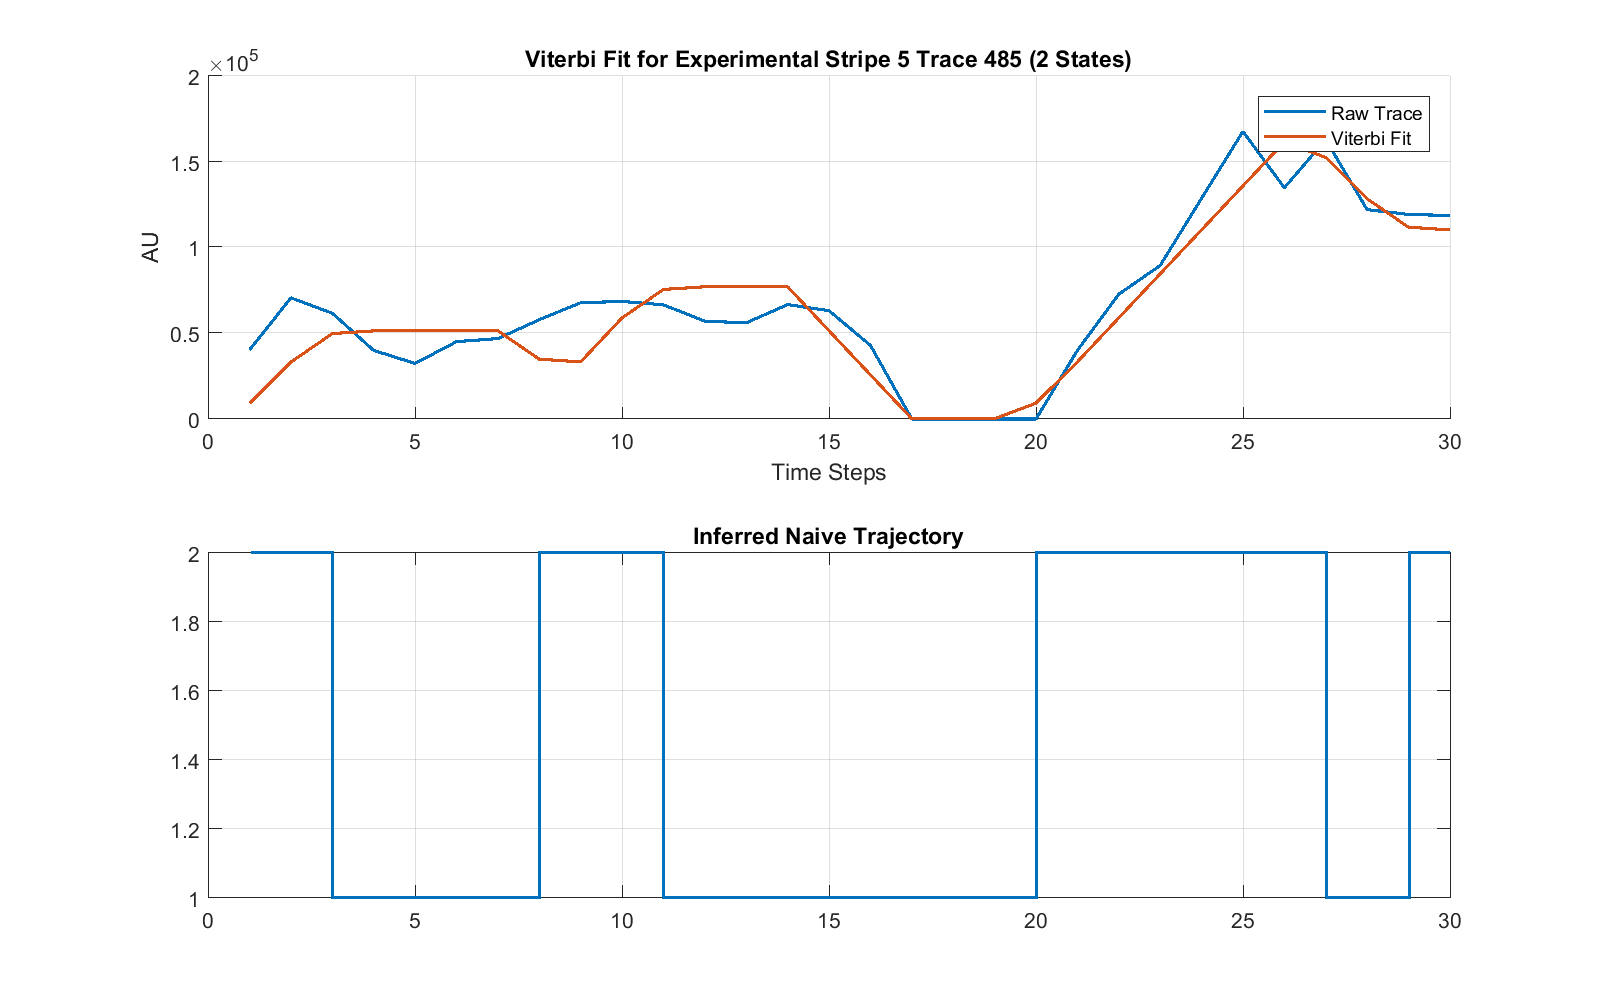 Viterbi Fit for Experimental Stripe 5 Trace 485 (2 States)
×10⁵
2
1.5
1
0.5
0
AU
Raw Trace
Viterbi Fit
0 5 10 15 20 25 30
Time Steps
Inferred Naive Trajectory
2
1.8
1.6
1.4
1.2
1
0 5 10 15 20 25 30